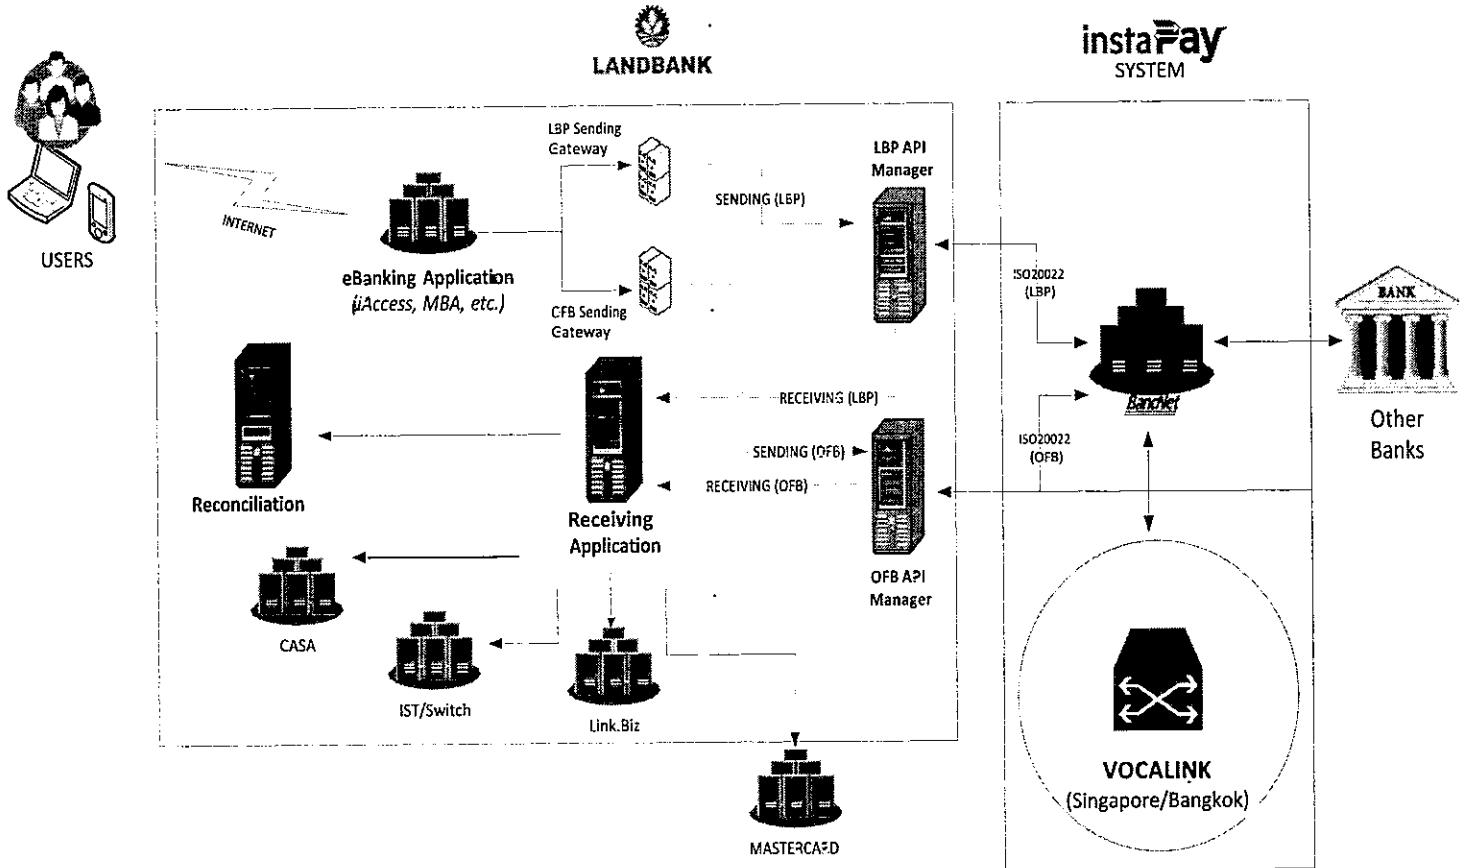 LANDBANK
instaPay
SYSTEM
USERS
INTERNET
eBanking Application
(iAccess, MBA, etc.)
LBP Sending
Gateway
OFB Sending
Gateway
SENDING (LBP)
LBP API
Manager
ISO20022
(LBP)
BancNet
BANK
Other
Banks
RECEIVING (LBP)
SENDING (OFB)
RECEIVING (OFB)
ISO20022
(OFB)
Reconciliation
Receiving
Application
OFB API
Manager
CASA
IST/Switch
Link.Biz
MASTERCARD
VOCALINK
(Singapore/Bangkok)